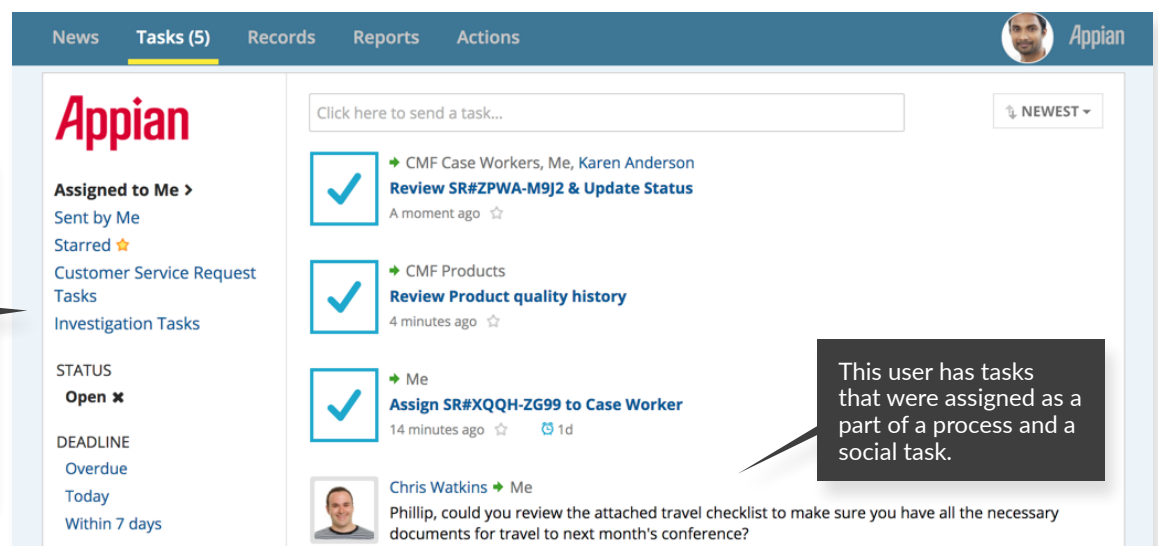 News Tasks (5) Records Reports Actions Appian
Appian
Click here to send a task...
NEWEST
Assigned to Me >
Sent by Me
Starred
Customer Service Request
Tasks
Investigation Tasks
STATUS
Open ✖
DEADLINE
Overdue
Today
Within 7 days
CMF Case Workers, Me, Karen Anderson
Review SR#ZPWA-M9J2 & Update Status
A moment ago
CMF Products
Review Product quality history
4 minutes ago
Me
Assign SR#XQQH-ZG99 to Case Worker
14 minutes ago 1d
Chris Watkins Me
Phillip, could you review the attached travel checklist to make sure you have all the necessary
documents for travel to next month's conference?
This user has tasks
that were assigned as a
part of a process and a
social task.